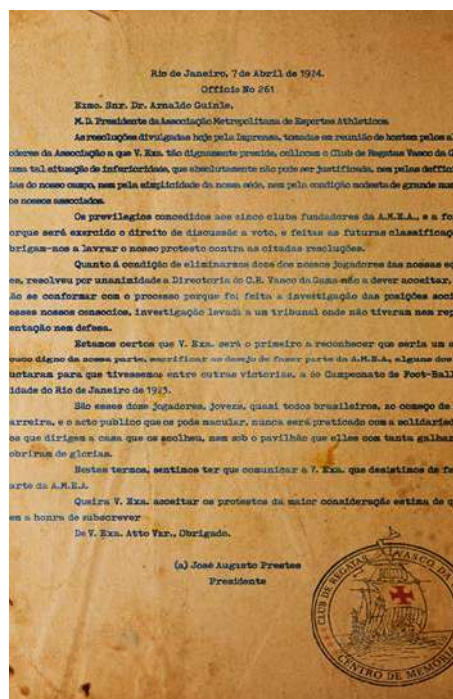 Rio de Janeiro, 7 de Abril de 1924.
Officio No 261
Exmo. Snr. Dr. Arnaldo Guinle,
M.D. Presidente da Associação Metropolitana de Esportes Athleticos.
As resoluções divulgadas hoje pela Imprensa, tomadas em reunião de hontem pelos a
oderes da Associação a que V. Exa. tão dignamente preside, collocam o Club de Regatas Vasco da G
uma tal situação de inferioridade, que absolutamente não pode ser justificada, nem pelas deffici
ias do nosso campo, nem pela simplicidade da nossa séde, nem pela condição modesta de grande nu
os nossos associados.
Os previlegios concedidos aos cinco clubs fundadores da A.M.E.A., e a fo
orque será exercido o direito de discussão a voto, e feitas as futuras classificaç
brigam-nos a lavrar o nosso protesto contra as citadas resoluções.
Quanto á condição de eliminarmos doze dos nossos jogadores das nossas eq
es, resolveu por unanimidade a Directoria do C.R. Vasco da Gama não a dever acceitar,
ão se conformar com o processo porque foi feita a investigação das posições soci
esses nossos consocios, investigação levada a um tribunal onde não tiveram nem rep
entação nem defesa.
Estamos certos que V. Exa. será o primeiro a reconhecer que seria um a
ouco digno da nossa parte, sacrificar ao desejo de fazer parte da A.M.E.A., alguns dos
uctaram para que tivessemos entre outras victorias, a do Campeonato de Foot-Ball
idade do Rio de Janeiro de 1923.
São esses doze jogadores, jovens, quasi todos brasileiros, no começo de
arreira, e o acto publico que os pode macular, nunca será praticado com a solidaried
os que dirigem a casa que os acolheu, nem sob o pavilhão que elles com tanta galhar
obriram de glorias.
Nestes termos, sentimos ter que comunicar a V. Exa. que desistimos de fa
arte da A.M.E.A.
Queira V. Exa. acceitar os protestos da maior consideração estima de q
em a honra de subscrever
De V. Exa. Atto Vnr., Obrigado.
(a) José Augusto Prestes
Presidente
CLUB DE REGATAS VASCO DA
CENTRO DE MEMORIA